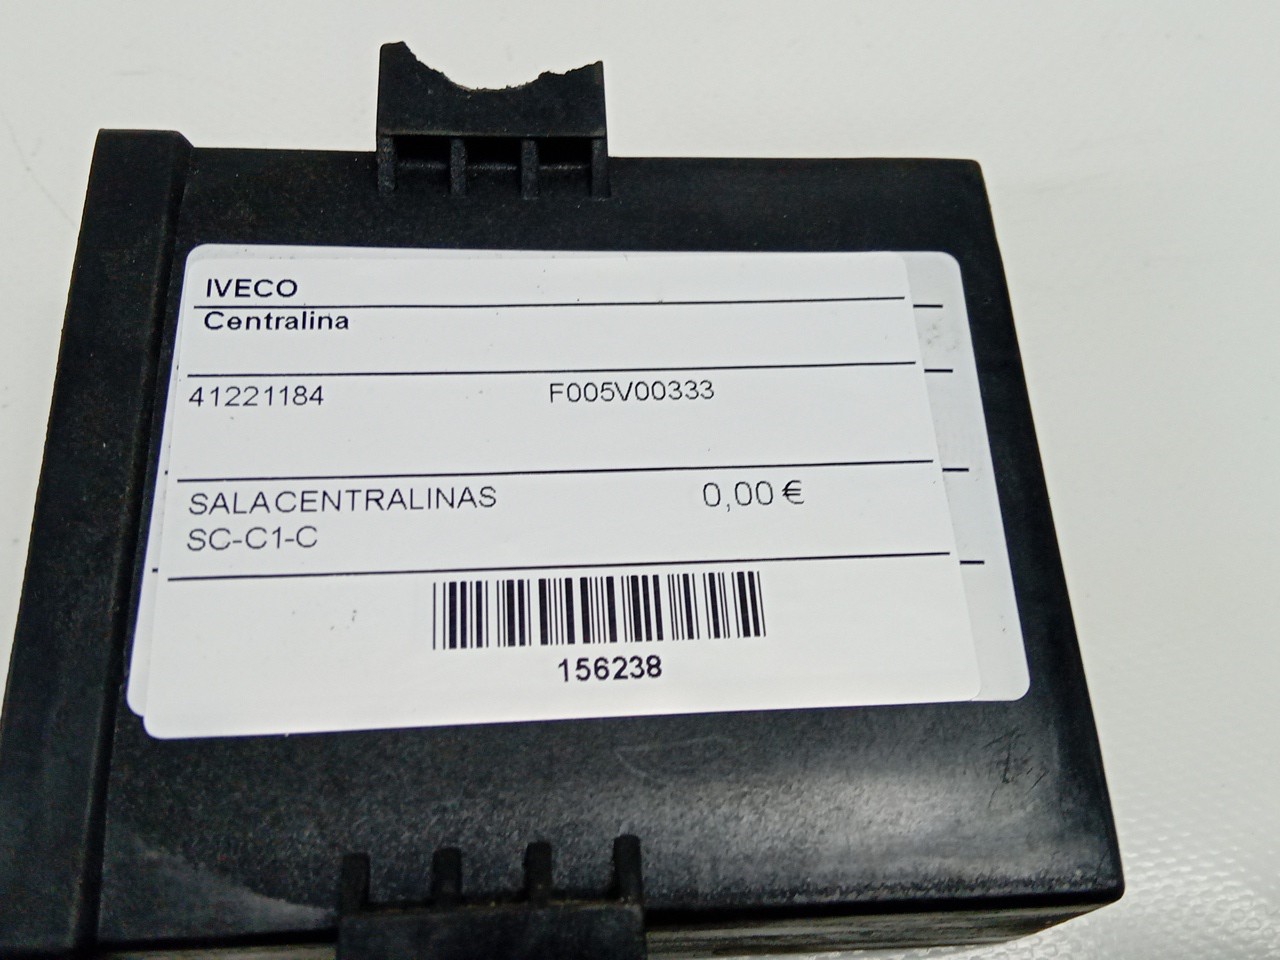 IVECO
Centralina
41221184 F005V00333
SALACENTRALINAS 0,00 €
SC-C1-C
156238